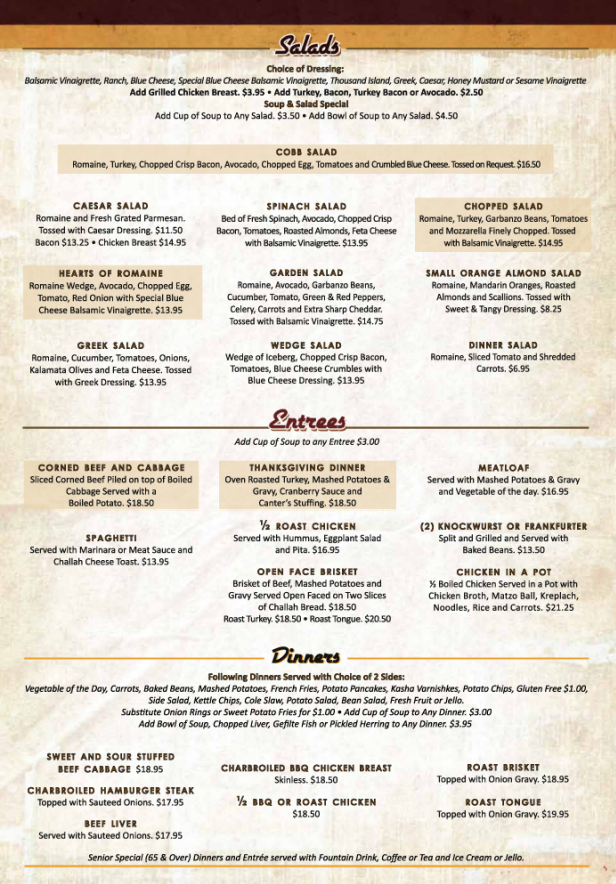 Salads
Choice of Dressing:
Balsamic Vinaigrette, Ranch, Blue Cheese, Special Blue Cheese Balsamic Vinaigrette, Thousand Island, Greek, Caesar, Honey Mustard or Sesame Vinaigrette
Add Grilled Chicken Breast. $3.95 • Add Turkey, Bacon, Turkey Bacon or Avocado. $2.50
Soup & Salad Special
Add Cup of Soup to Any Salad. $3.50 • Add Bowl of Soup to Any Salad. $4.50
COBB SALAD
Romaine, Turkey, Chopped Crisp Bacon, Avocado, Chopped Egg, Tomatoes and Crumbled Blue Cheese. Tossed on Request. $16.50
CAESAR SALAD
Romaine and Fresh Grated Parmesan.
Tossed with Caesar Dressing. $11.50
Bacon $13.25 • Chicken Breast $14.95
SPINACH SALAD
Bed of Fresh Spinach, Avocado, Chopped Crisp
Bacon, Tomatoes, Roasted Almonds, Feta Cheese
with Balsamic Vinaigrette. $13.95
CHOPPED SALAD
Romaine, Turkey, Garbanzo Beans, Tomatoes
and Mozzarella Finely Chopped. Tossed
with Balsamic Vinaigrette. $14.95
HEARTS OF ROMAINE
Romaine Wedge, Avocado, Chopped Egg,
Tomato, Red Onion with Special Blue
Cheese Balsamic Vinaigrette. $13.95
GARDEN SALAD
Romaine, Avocado, Garbanzo Beans,
Cucumber, Tomato, Green & Red Peppers,
Celery, Carrots and Extra Sharp Cheddar.
Tossed with Balsamic Vinaigrette. $14.75
SMALL ORANGE ALMOND SALAD
Romaine, Mandarin Oranges, Roasted
Almonds and Scallions. Tossed with
Sweet & Tangy Dressing. $8.25
GREEK SALAD
Romaine, Cucumber, Tomatoes, Onions,
Kalamata Olives and Feta Cheese. Tossed
with Greek Dressing. $13.95
WEDGE SALAD
Wedge of Iceberg, Chopped Crisp Bacon,
Tomatoes, Blue Cheese Crumbles with
Blue Cheese Dressing. $13.95
DINNER SALAD
Romaine, Sliced Tomato and Shredded
Carrots. $6.95
Entrees
Add Cup of Soup to any Entree $3.00
CORNED BEEF AND CABBAGE
Sliced Corned Beef Piled on top of Boiled
Cabbage Served with a
Boiled Potato. $18.50
THANKSGIVING DINNER
Oven Roasted Turkey, Mashed Potatoes &
Gravy, Cranberry Sauce and
Canter's Stuffing. $18.50
MEATLOAF
Served with Mashed Potatoes & Gravy
and Vegetable of the day. $16.95
SPAGHETTI
Served with Marinara or Meat Sauce and
Challah Cheese Toast. $13.95
½ ROAST CHICKEN
Served with Hummus, Eggplant Salad
and Pita. $16.95
(2) KNOCKWURST OR FRANKFURTER
Split and Grilled and Served with
Baked Beans. $13.50
OPEN FACE BRISKET
Brisket of Beef, Mashed Potatoes and
Gravy Served Open Faced on Two Slices
of Challah Bread. $18.50
Roast Turkey. $18.50 • Roast Tongue. $20.50
CHICKEN IN A POT
½ Boiled Chicken Served in a Pot with
Chicken Broth, Matzo Ball, Kreplach,
Noodles, Rice and Carrots. $21.25
Dinners
Following Dinners Served with Choice of 2 Sides:
Vegetable of the Day, Carrots, Baked Beans, Mashed Potatoes, French Fries, Potato Pancakes, Kasha Varnishkes, Potato Chips, Gluten Free $1.00,
Side Salad, Kettle Chips, Cole Slaw, Potato Salad, Bean Salad, Fresh Fruit or Jello.
Substitute Onion Rings or Sweet Potato Fries for $1.00 • Add Cup of Soup to Any Dinner. $3.00
Add Bowl of Soup, Chopped Liver, Gefilte Fish or Pickled Herring to Any Dinner. $3.95
SWEET AND SOUR STUFFED
BEEF CABBAGE $18.95
CHARBROILED HAMBURGER STEAK
Topped with Sauteed Onions. $17.95
BEEF LIVER
Served with Sauteed Onions. $17.95
CHARBROILED BBQ CHICKEN BREAST
Skinless. $18.50
½ BBQ OR ROAST CHICKEN
$18.50
ROAST BRISKET
Topped with Onion Gravy. $18.95
ROAST TONGUE
Topped with Onion Gravy. $19.95
Senior Special (65 & Over) Dinners and Entrée served with Fountain Drink, Coffee or Tea and Ice Cream or Jello.